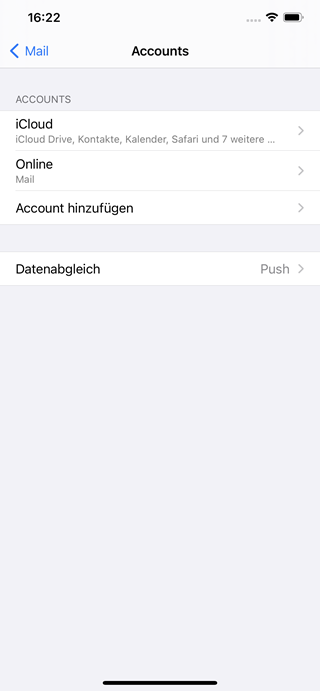 16:22
Mail
Accounts
ACCOUNTS
iCloud
iCloud Drive, Kontakte, Kalender, Safari und 7 weitere ...
Online
Mail
Account hinzufügen
Datenabgleich Push